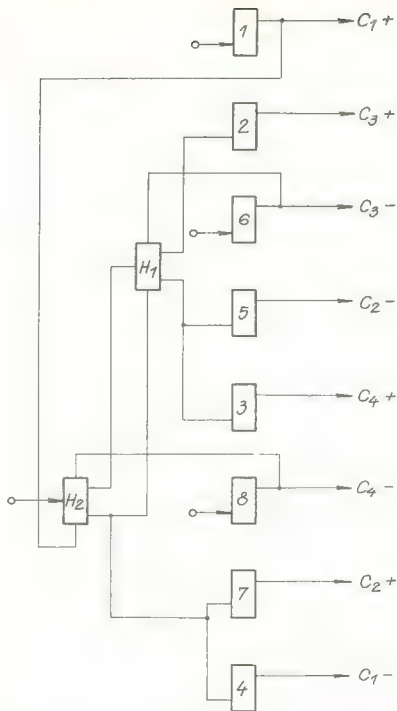 1 C₁+
2 C₃+
6 C₃-
H₁
5 C₂-
3 C₄+
H₂
8 C₄-
7 C₂+
4 C₁-